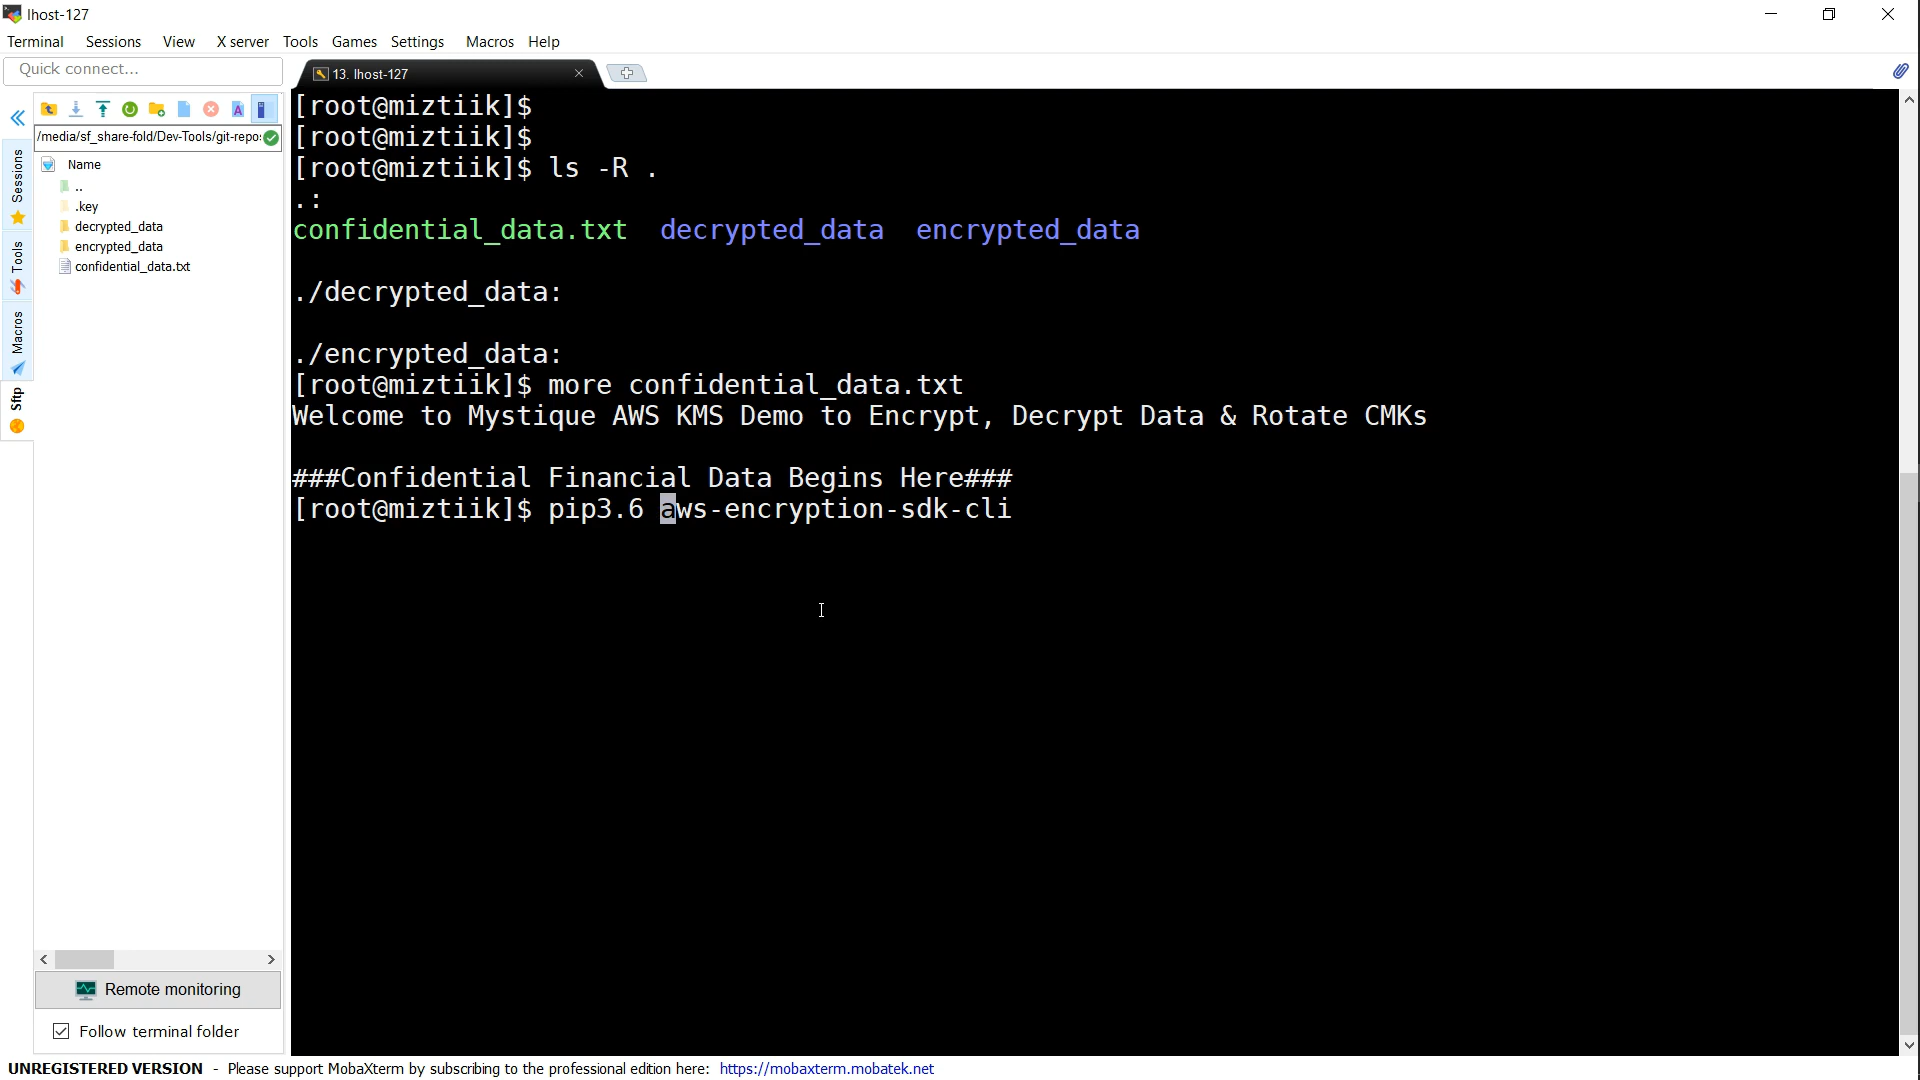 lhost-127
Terminal Sessions View X server Tools Games Settings Macros Help
Quick connect...
13. lhost-127
/media/sf_share-fold/Dev-Tools/git-repo
Name
..
.key
decrypted_data
encrypted_data
confidential_data.txt
Sessions
Tools
Macros
Sftp
[root@miztiik]$
[root@miztiik]$
[root@miztiik]$ ls -R .
.:
confidential_data.txt decrypted_data encrypted_data
./decrypted_data:
./encrypted_data:
[root@miztiik]$ more confidential_data.txt
Welcome to Mystique AWS KMS Demo to Encrypt, Decrypt Data & Rotate CMKs
###Confidential Financial Data Begins Here###
[root@miztiik]$ pip3.6 aws-encryption-sdk-cli
Remote monitoring
Follow terminal folder
UNREGISTERED VERSION - Please support MobaXterm by subscribing to the professional edition here: https://mobaxterm.mobatek.net